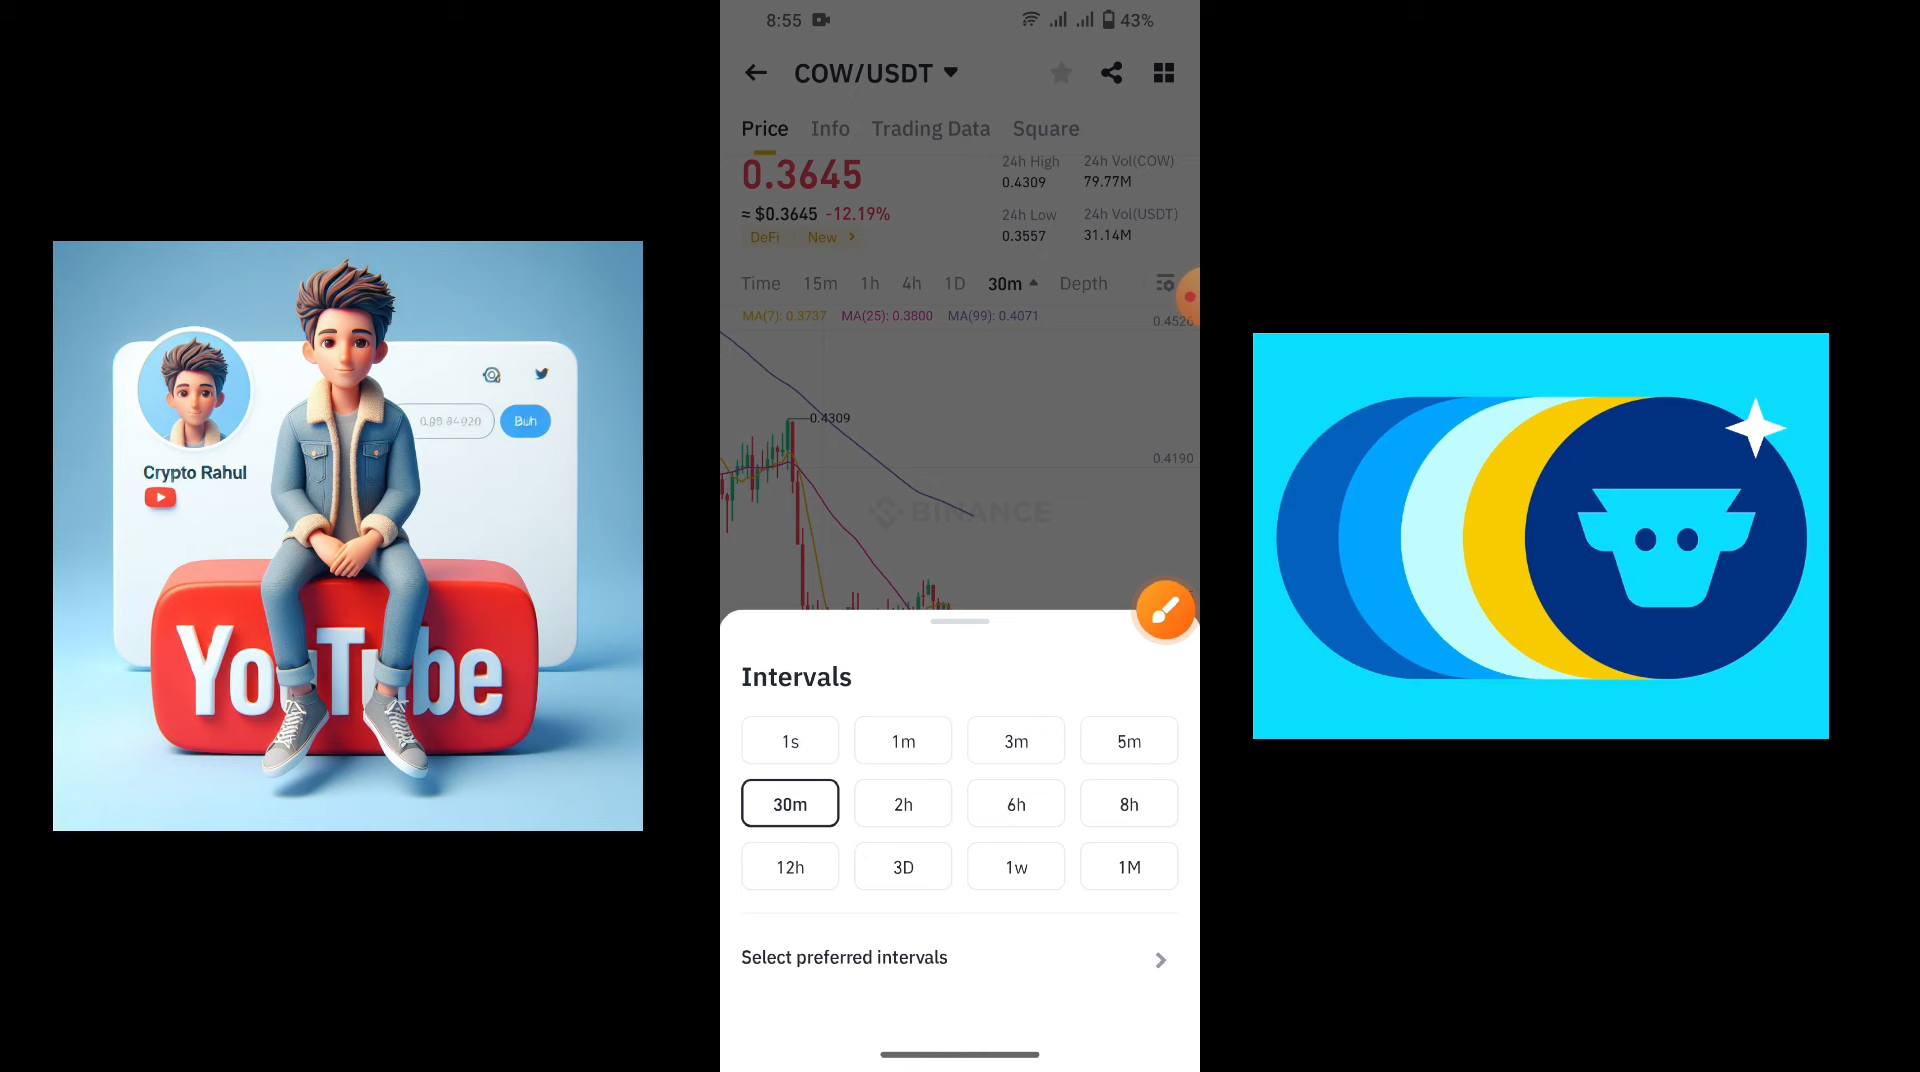 8:55
43%
COW/USDT
Price Info Trading Data Square
0.3645
≈ $0.3645 -12.19%
DeFi New
24h High
0.4309
24h Vol(COW)
79.77M
24h Low
0.3557
24h Vol(USDT)
31.14M
Time 15m 1h 4h 1D 30m Depth
MA(7): 0.3737 MA(25): 0.3800 MA(99): 0.4071
0.4526
0.4309
0.4190
BINANCE
Intervals
1s 1m 3m 5m
30m 2h 6h 8h
12h 3D 1w 1M
Select preferred intervals
Crypto Rahul
Buh
YouTube